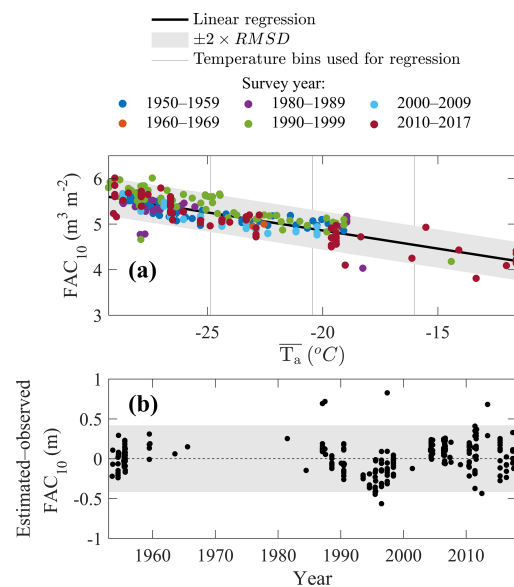 Linear regression
±2 × RMSD
Temperature bins used for regression
Survey year:
1950–1959 1980–1989 2000–2009
1960–1969 1990–1999 2010–2017
6
5
4
3
FAC10 (m3 m-2)
(a)
-25 -20 -15
Ta (oC)
1
0.5
0
-0.5
-1
Estimated–observed
FAC10 (m)
(b)
1960 1970 1980 1990 2000 2010
Year